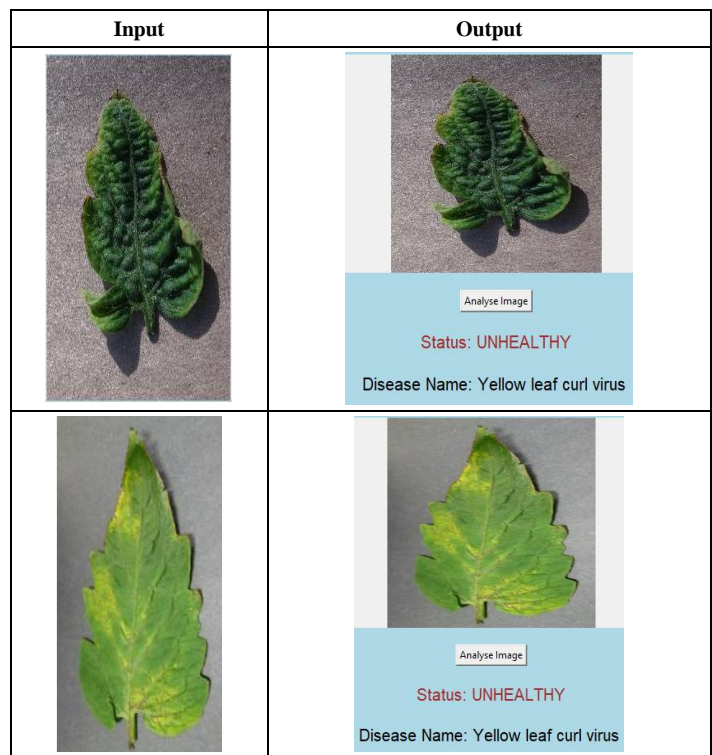 Input
Output
Analyse Image
Status: UNHEALTHY
Disease Name: Yellow leaf curl virus
Analyse Image
Status: UNHEALTHY
Disease Name: Yellow leaf curl virus